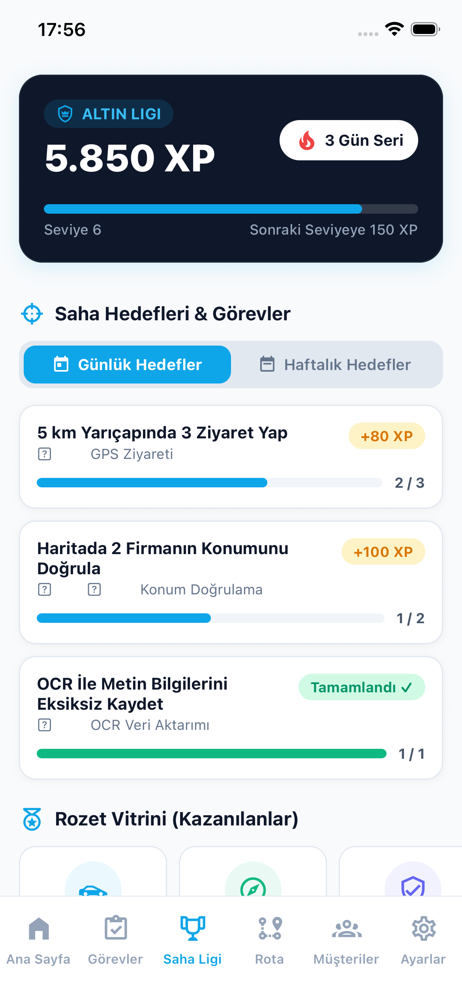 17:56
ALTIN LIGI
5.850 XP
3 Gün Seri
Seviye 6
Sonraki Seviyeye 150 XP
Saha Hedefleri & Görevler
Günlük Hedefler
Haftalık Hedefler
5 km Yarıçapında 3 Ziyaret Yap
+80 XP
GPS Ziyareti
2 / 3
Haritada 2 Firmanın Konumunu
Doğrula
+100 XP
Konum Doğrulama
1 / 2
OCR İle Metin Bilgilerini
Eksiksiz Kaydet
Tamamlandı ✓
OCR Veri Aktarımı
1 / 1
Rozet Vitrini (Kazanılanlar)
Ana Sayfa
Görevler
Saha Ligi
Rota
Müşteriler
Ayarlar